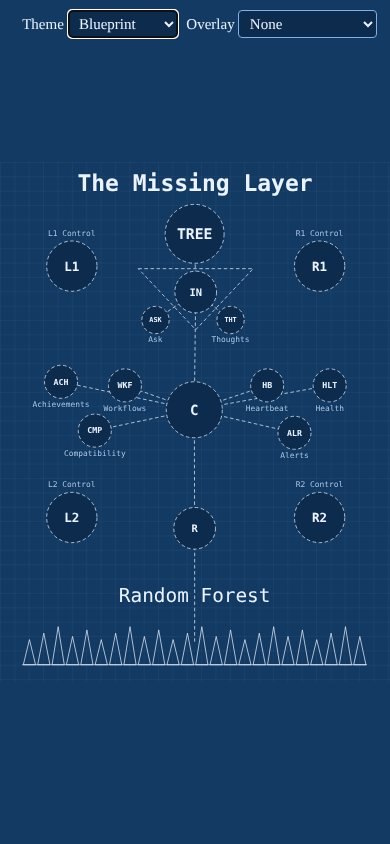 Theme Blueprint Overlay None
The Missing Layer
TREE
L1 Control
R1 Control
L1
R1
IN
ASK
THT
Ask
Thoughts
ACH
WKF
HB
HLT
Achievements
Workflows
C
Heartbeat
Health
CMP
ALR
Compatibility
Alerts
L2 Control
R2 Control
L2
R2
R
Random Forest